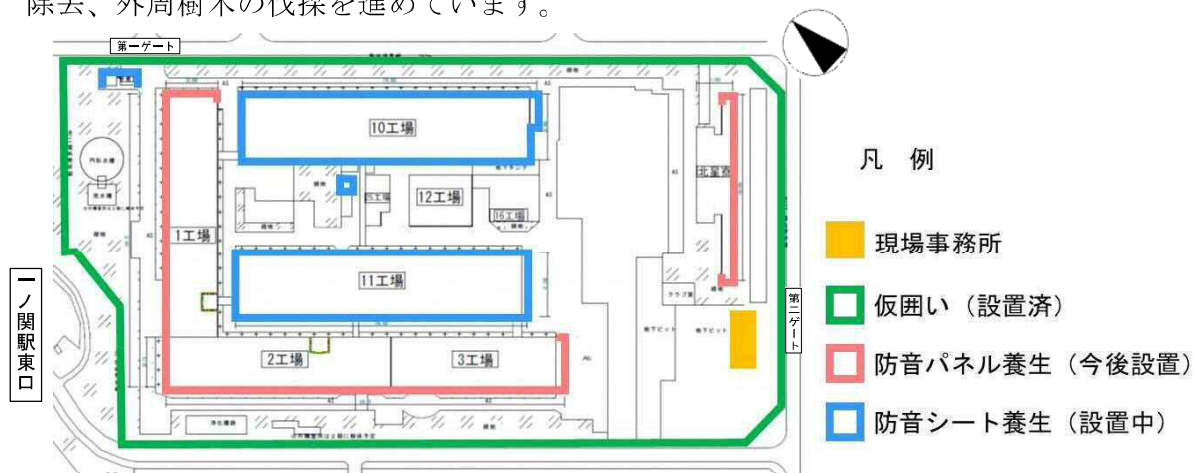 除去、外周樹木の伐採を進めています。
第一ゲート
10工場
北星寮
12工場
16工場
1工場
11工場
クラブ室
第二ゲート
地下ピット
地下ピット
2工場
3工場
浄化槽
一ノ関駅東口
凡 例
現場事務所
仮囲い（設置済）
防音パネル養生（今後設置）
防音シート養生（設置中）